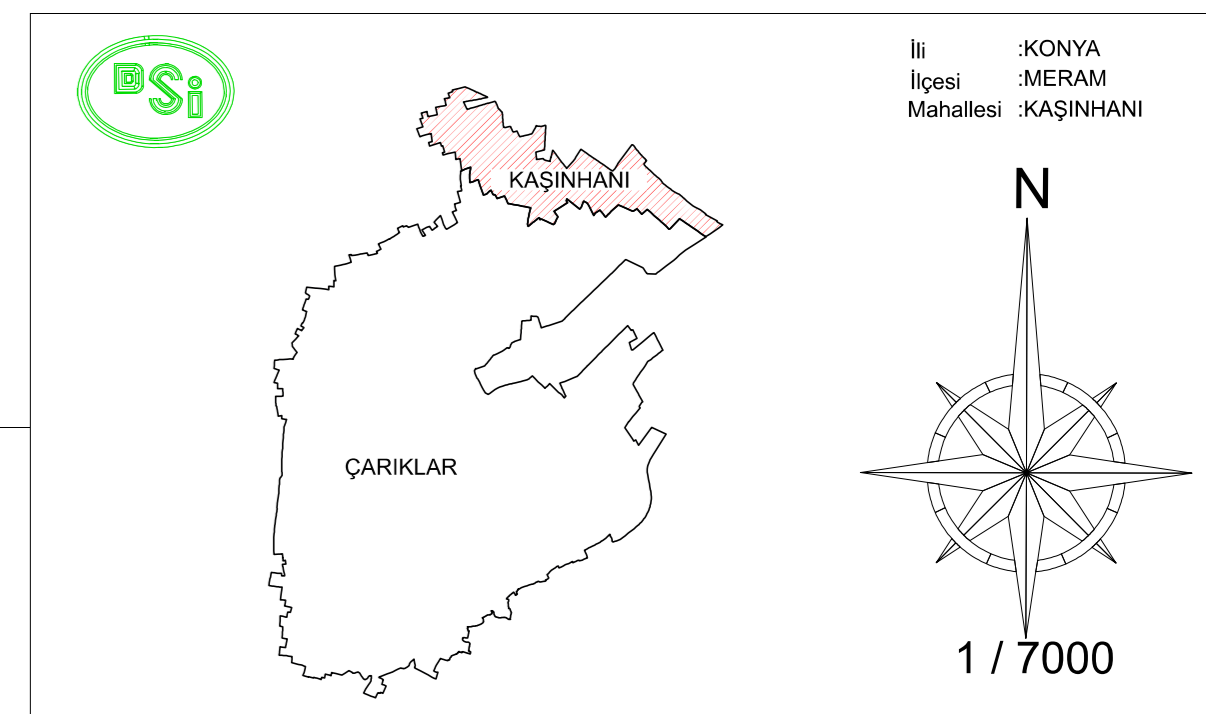 DSi
İli :KONYA
İlçesi :MERAM
Mahallesi :KAŞINHANI
N
KAŞINHANI
ÇARIKLAR
1 / 7000